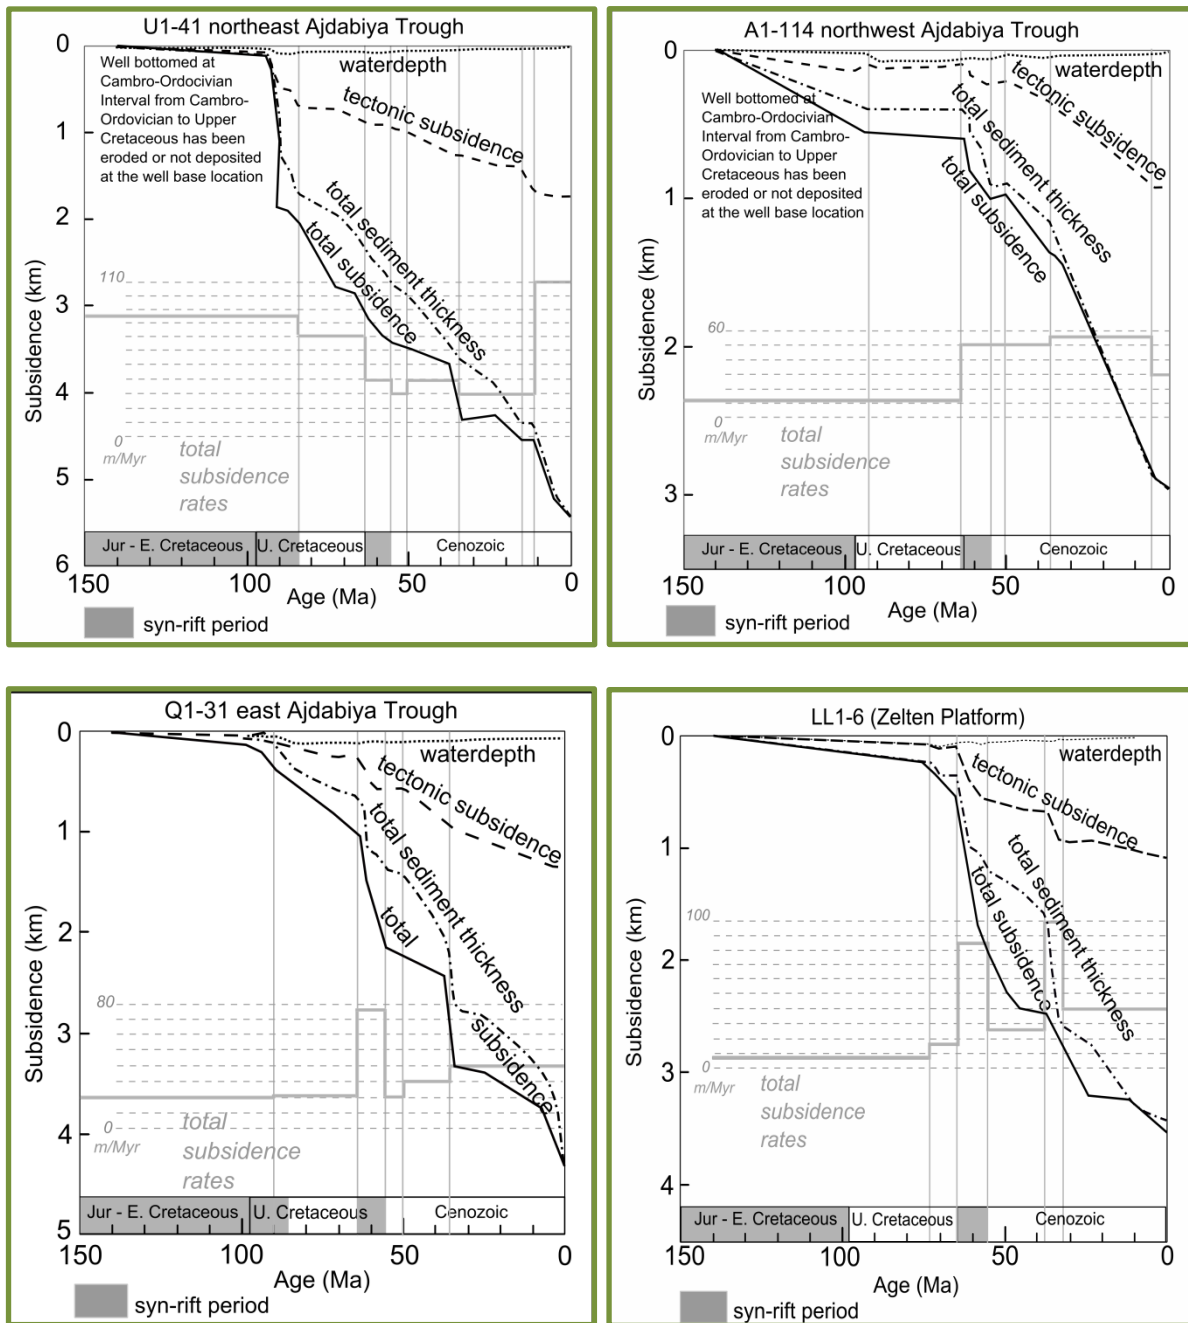 U1-41 northeast Ajdabiya Trough
0
Well bottomed at
Cambro-Ordocivian
Interval from Cambro-
Ordovician to Upper
Cretaceous has been
eroded or not deposited
at the well base location
waterdepth
tectonic subsidence
total sediment thickness
total subsidence
1
2
3
4
5
6
Subsidence (km)
110
0
m/Myr
total
subsidence
rates
Jur - E. Cretaceous
U. Cretaceous
Cenozoic
150
100
50
0
Age (Ma)
syn-rift period
A1-114 northwest Ajdabiya Trough
0
waterdepth
tectonic subsidence
Well bottomed at
Cambro-Ordocivian
Interval from Cambro-
Ordovician to Upper
Cretaceous has been
eroded or not deposited
at the well base location
total sediment thickness
total subsidence
1
2
3
Subsidence (km)
60
0
m/Myr
total
subsidence
rates
Jur - E. Cretaceous
U. Cretaceous
Cenozoic
150
100
50
0
Age (Ma)
syn-rift period
Q1-31 east Ajdabiya Trough
0
waterdepth
tectonic subsidence
total sediment thickness
total
subsidence
1
2
3
4
5
Subsidence (km)
80
0
m/Myr
total
subsidence
rates
Jur - E. Cretaceous
U. Cretaceous
Cenozoic
150
100
50
0
Age (Ma)
syn-rift period
LL1-6 (Zelten Platform)
0
waterdepth
tectonic subsidence
total sediment thickness
total subsidence
1
2
3
4
Subsidence (km)
100
0
m/Myr
total
subsidence
rates
Jur - E. Cretaceous
U. Cretaceous
Cenozoic
150
100
50
0
Age (Ma)
syn-rift period